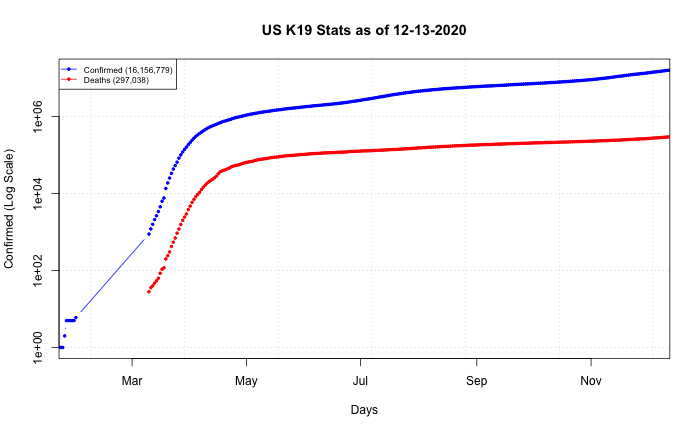 US K19 Stats as of 12-13-2020
Confirmed (16,156,779)
Deaths (297,038)
Confirmed (Log Scale)
1e+06
1e+04
1e+02
1e+00
Mar May Jul Sep Nov
Days